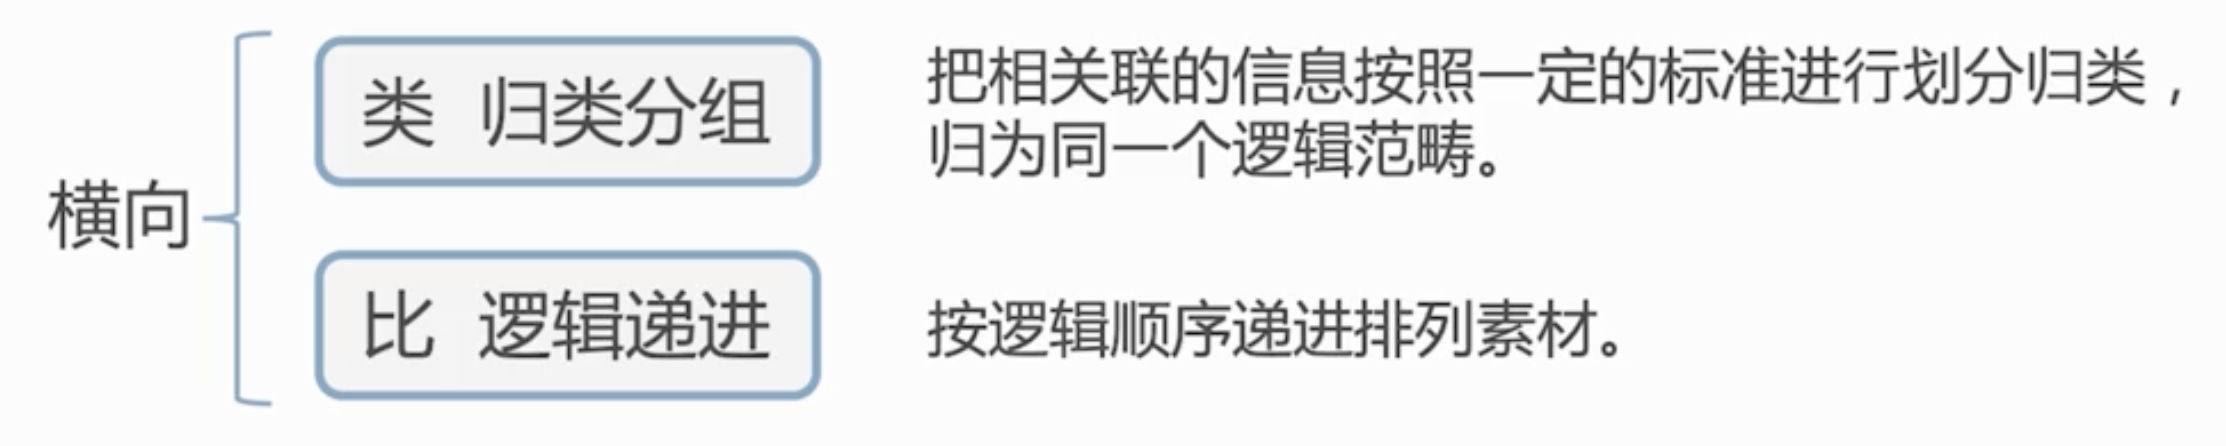 横向
类 归类分组
把相关联的信息按照一定的标准进行划分归类，
归为同一个逻辑范畴。
比 逻辑递进
按逻辑顺序递进排列素材。